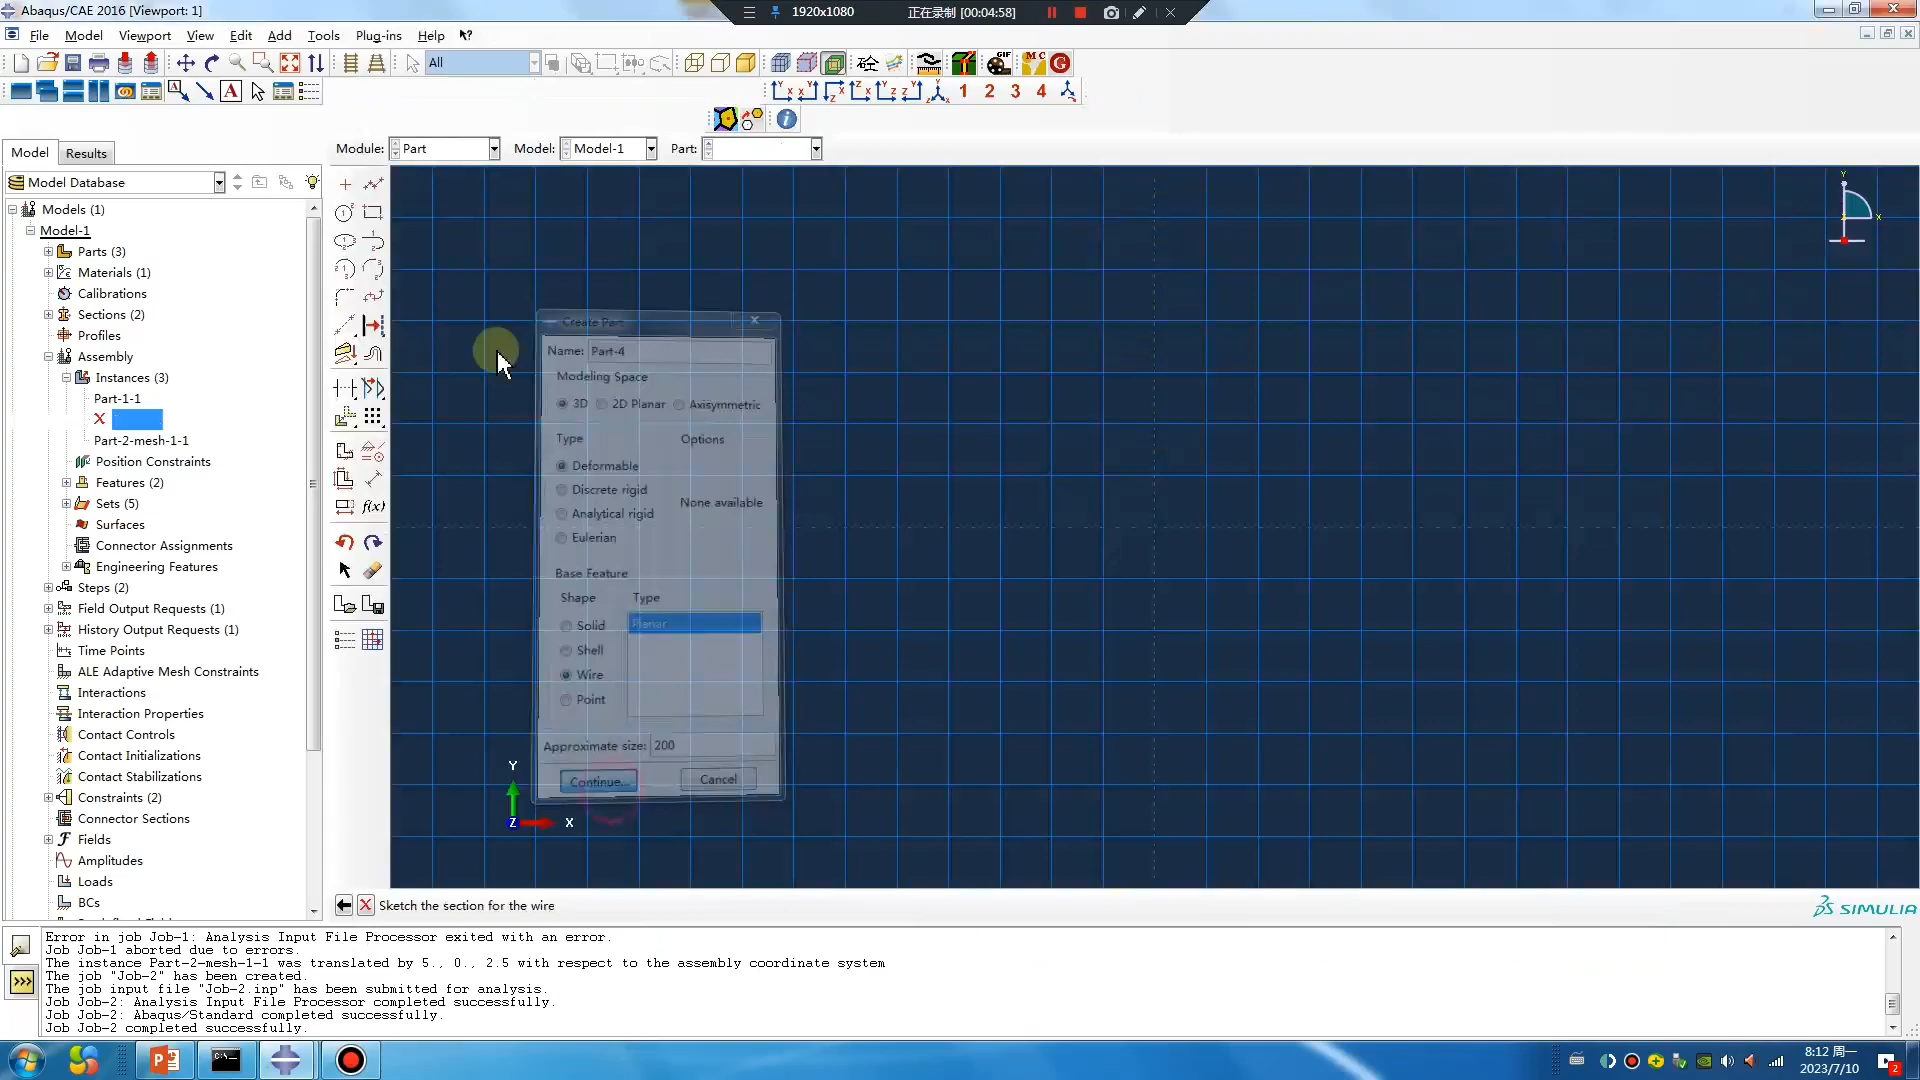 Abaqus/CAE 2016 [Viewport: 1]
1920x1080
正在录制 [00:04:58]
File
Model
Viewport
View
Edit
Add
Tools
Plug-ins
Help
All
1
2
3
4
Model
Results
Module:
Part
Model:
Model-1
Part:
Model Database
Models (1)
Model-1
Parts (3)
Materials (1)
Calibrations
Sections (2)
Profiles
Assembly
Instances (3)
Part-1-1
Part-2-mesh-1-1
Position Constraints
Features (2)
Sets (5)
Surfaces
Connector Assignments
Engineering Features
Steps (2)
Field Output Requests (1)
History Output Requests (1)
Time Points
ALE Adaptive Mesh Constraints
Interactions
Interaction Properties
Contact Controls
Contact Initializations
Contact Stabilizations
Constraints (2)
Connector Sections
Fields
Amplitudes
Loads
BCs
Create Part
Name: Part-4
Modeling Space
3D
2D Planar
Axisymmetric
Type
Options
Deformable
Discrete rigid
Analytical rigid
Eulerian
None available
Base Feature
Shape
Type
Solid
Shell
Wire
Point
Planar
Approximate size: 200
Continue...
Cancel
Y
Z
X
Y
X
f(x)
Sketch the section for the wire
SIMULIA
Error in job Job-1: Analysis Input File Processor exited with an error.
Job Job-1 aborted due to errors.
The instance Part-2-mesh-1-1 was translated by 5., 0., 2.5 with respect to the assembly coordinate system
The job "Job-2" has been created.
The job input file "Job-2.inp" has been submitted for analysis.
Job Job-2: Analysis Input File Processor completed successfully.
Job Job-2: Abaqus/Standard completed successfully.
Job Job-2 completed successfully.
8:12 周一
2023/7/10